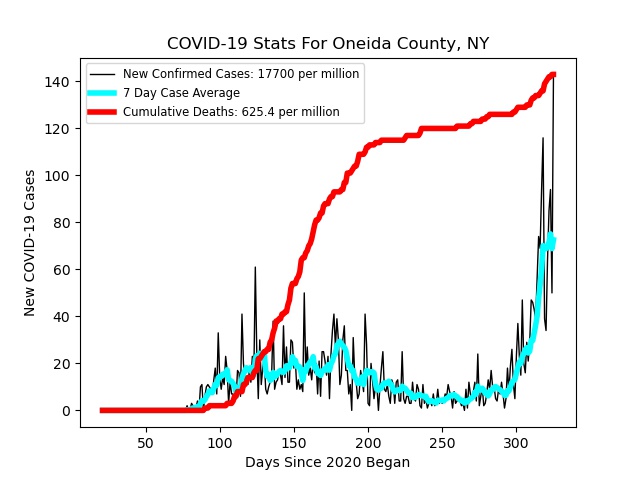 COVID-19 Stats For Oneida County, NY
New Confirmed Cases: 17700 per million
7 Day Case Average
Cumulative Deaths: 625.4 per million
New COVID-19 Cases
140
120
100
80
60
40
20
0
50
100
150
200
250
300
Days Since 2020 Began